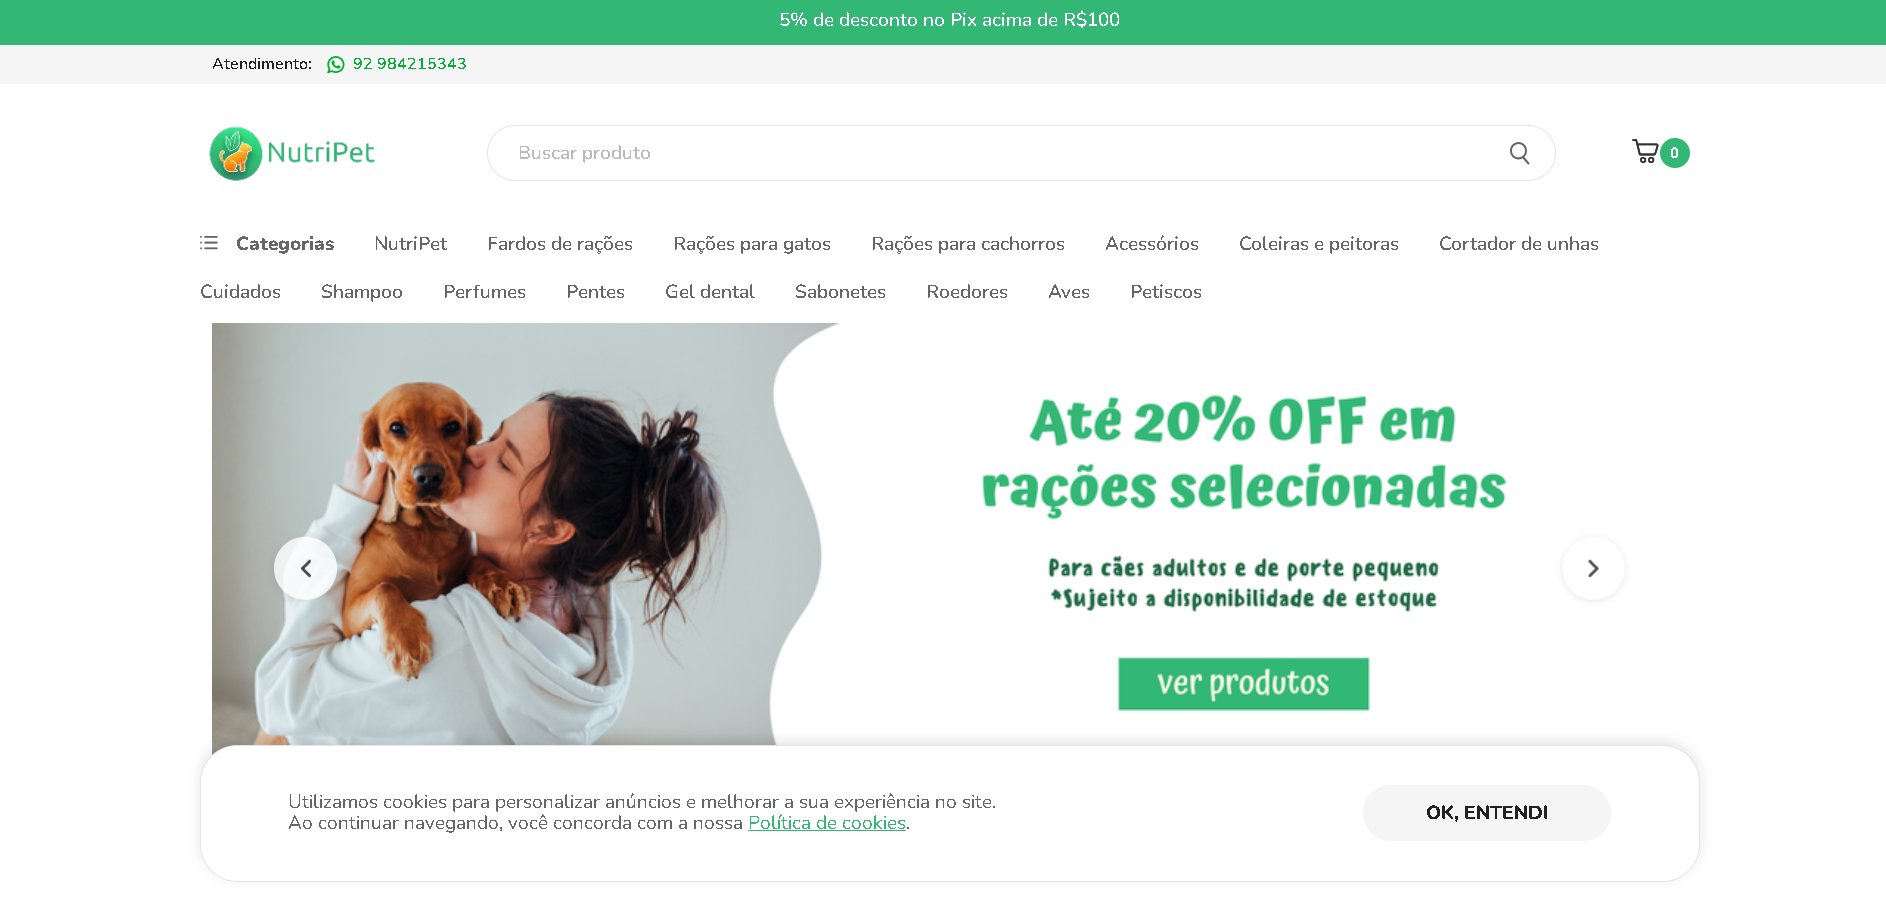 5% de desconto no Pix acima de R$100
Atendimento: 92 984215343
NutriPet
Buscar produto
0
Categorias NutriPet Fardos de rações Rações para gatos Rações para cachorros Acessórios Coleiras e peitoras Cortador de unhas
Cuidados Shampoo Perfumes Pentes Gel dental Sabonetes Roedores Aves Petiscos
Até 20% OFF em
rações selecionadas
Para cães adultos e de porte pequeno
*Sujeito a disponibilidade de estoque
ver produtos
Utilizamos cookies para personalizar anúncios e melhorar a sua experiência no site.
Ao continuar navegando, você concorda com a nossa Política de cookies.
OK, ENTENDI